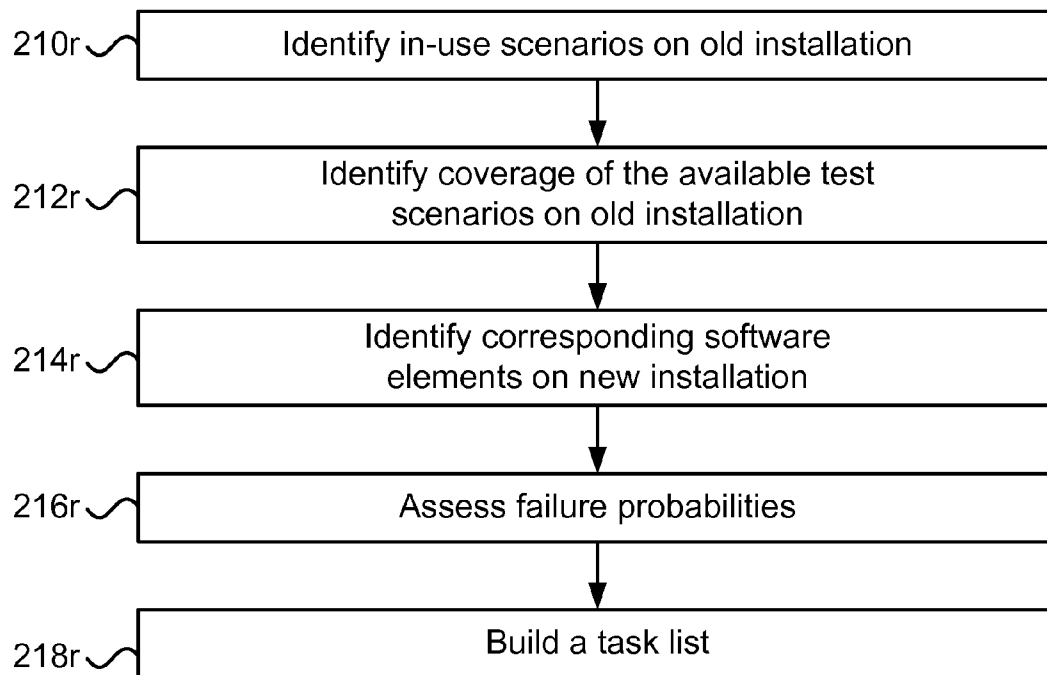 210r
Identify in-use scenarios on old installation
212r
Identify coverage of the available test
scenarios on old installation
214r
Identify corresponding software
elements on new installation
216r
Assess failure probabilities
218r
Build a task list